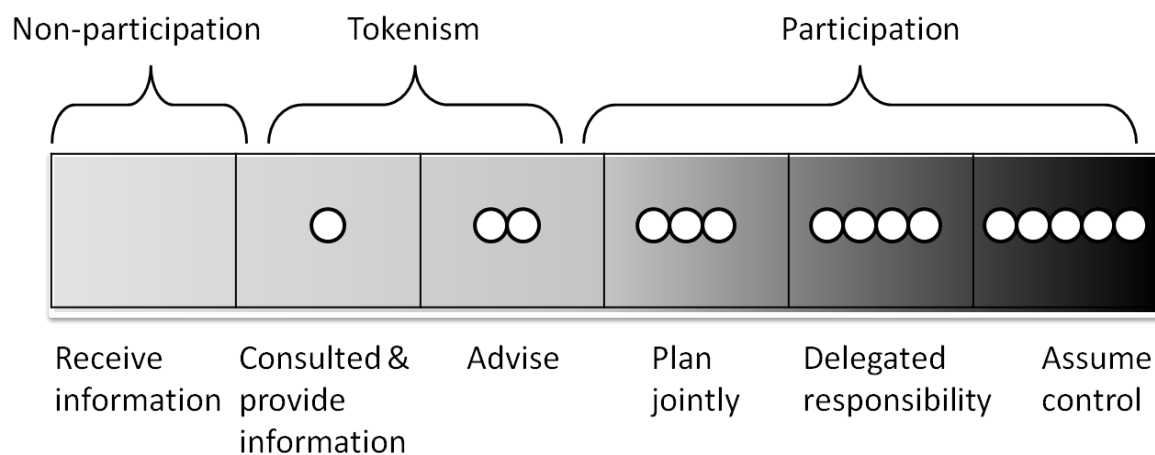 Non-participation
Tokenism
Participation
Receive
information
Consulted &
provide
information
Advise
Plan
jointly
Delegated
responsibility
Assume
control